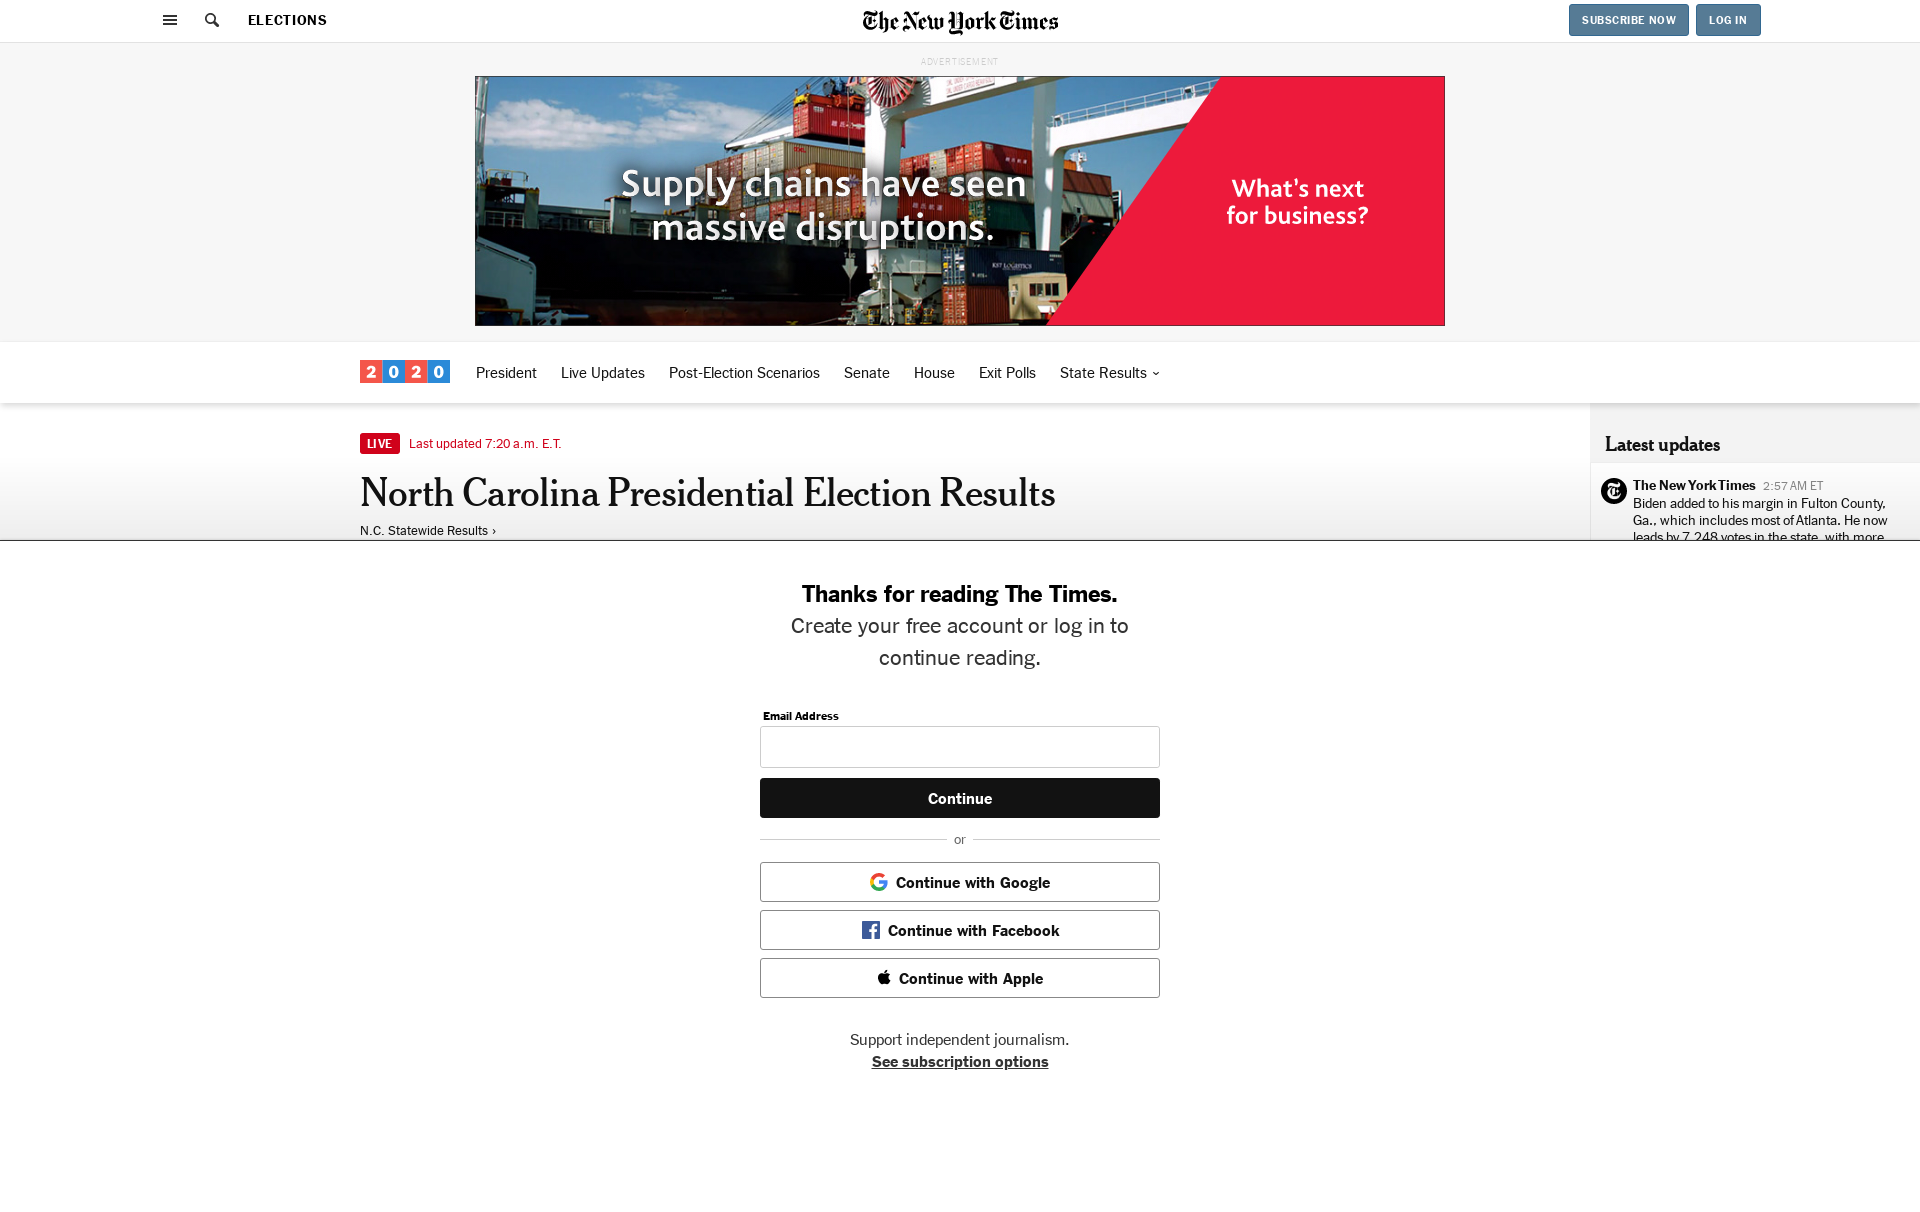 ELECTIONS
The New York Times
SUBSCRIBE NOW
LOG IN
ADVERTISEMENT
Supply chains have seen
massive disruptions.
What's next
for business?
2020
President
Live Updates
Post-Election Scenarios
Senate
House
Exit Polls
State Results
LIVE Last updated 7:20 a.m. E.T.
North Carolina Presidential Election Results
N.C. Statewide Results ›
Latest updates
The New York Times 2:57 AM ET
Biden added to his margin in Fulton County,
Ga., which includes most of Atlanta. He now
leads by 7,248 votes in the state, with more
Thanks for reading The Times.
Create your free account or log in to
continue reading.
Email Address
Continue
or
Continue with Google
Continue with Facebook
Continue with Apple
Support independent journalism.
See subscription options